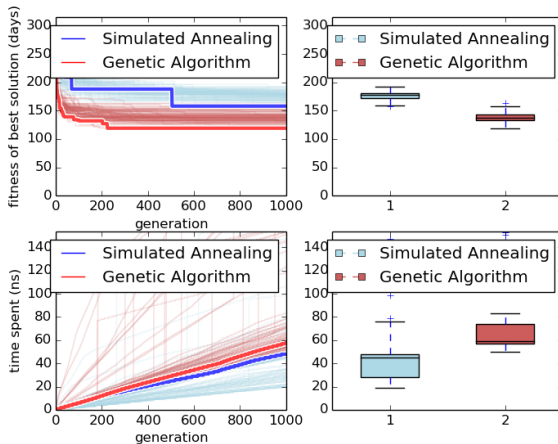 fitness of best solution (days)
300
250
200
150
100
50
0
Simulated Annealing
Genetic Algorithm
0 200 400 600 800 1000
generation
300
250
200
150
100
50
0
Simulated Annealing
Genetic Algorithm
1 2
time spent (ns)
140
120
100
80
60
40
20
0
Simulated Annealing
Genetic Algorithm
0 200 400 600 800 1000
generation
140
120
100
80
60
40
20
0
Simulated Annealing
Genetic Algorithm
1 2